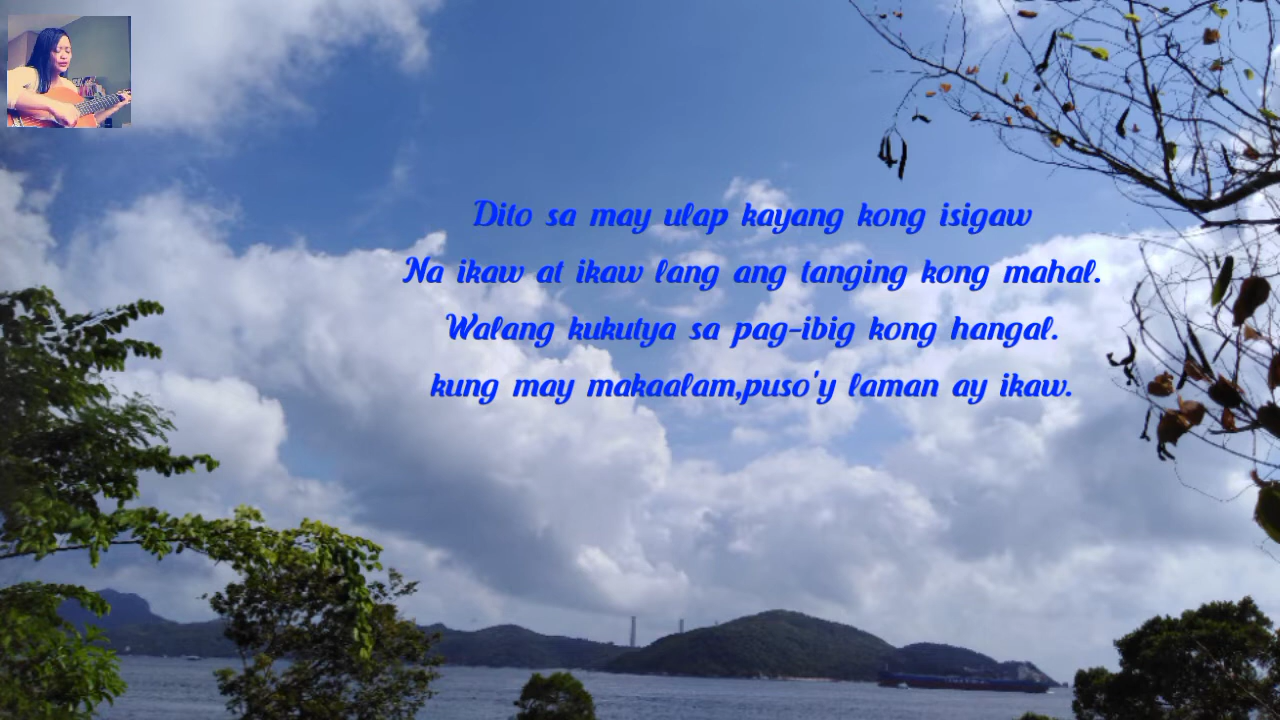 Dito sa may ulap kayang kong isigaw
Na ikaw at ikaw lang ang tanging kong mahal.
Walang kukutya sa pag-ibig kong hangal.
kung may makaalam,puso'y laman ay ikaw.